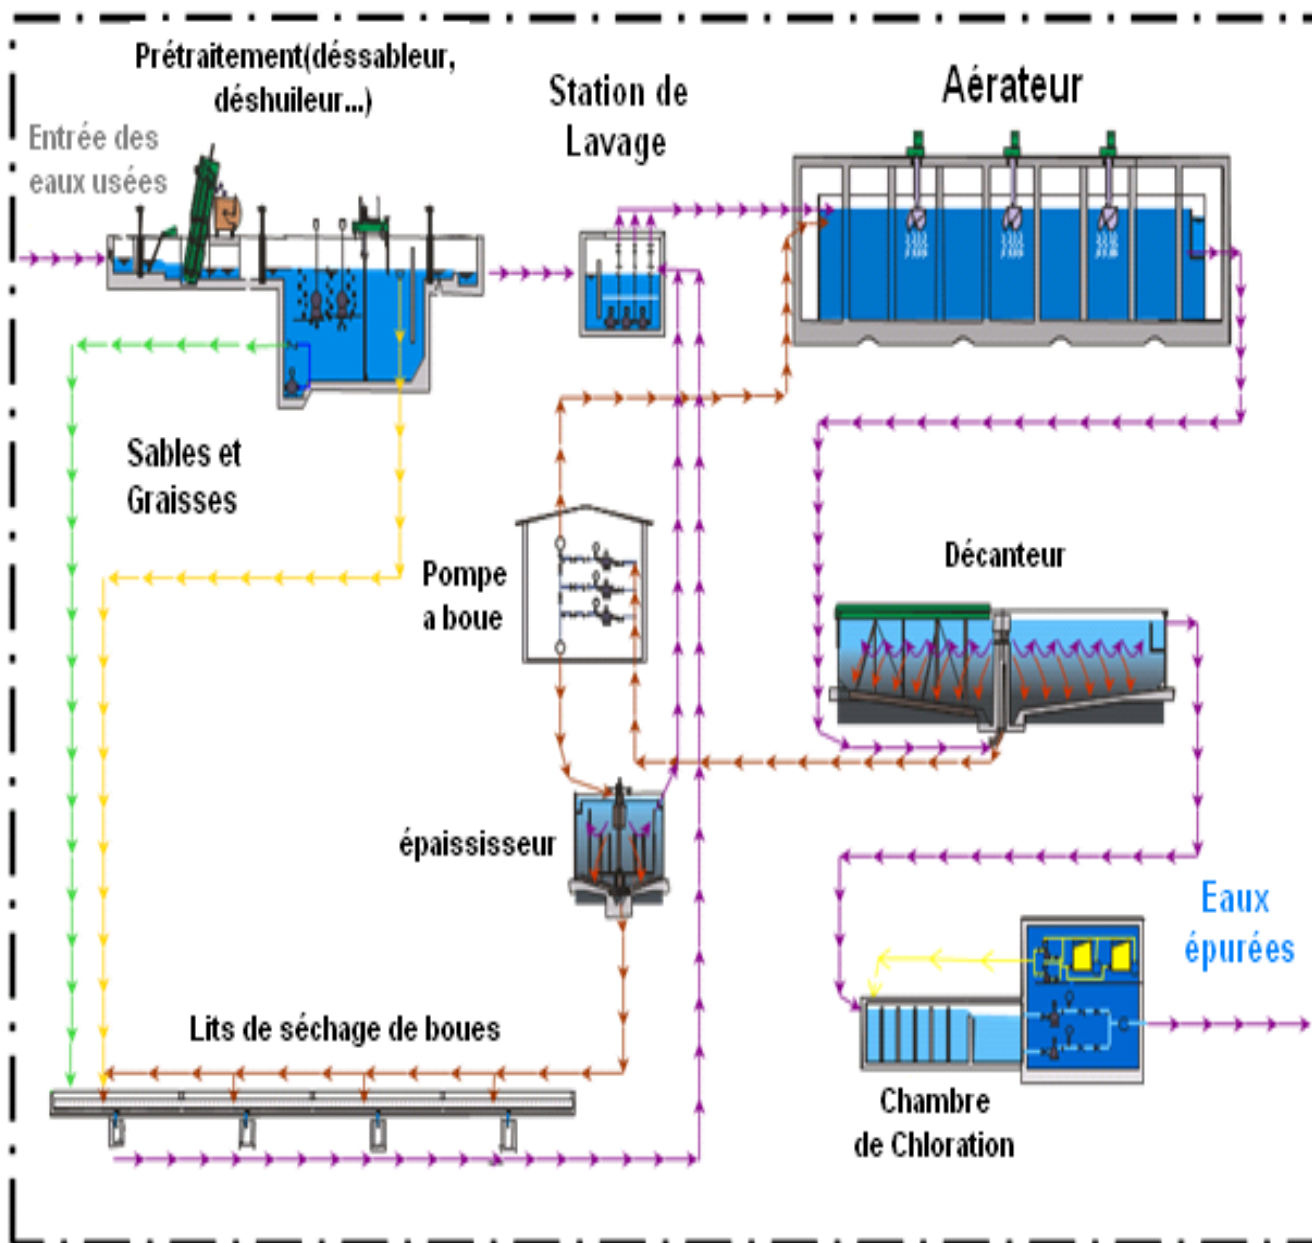 Prétraitement(déssableur,
déshuileur...)
Station de
Lavage
Aérateur
Entrée des
eaux usées
Sables et
Graisses
Pompe
a boue
Décanteur
épaississeur
Eaux
épurées
Lits de séchage de boues
Chambre
de Chloration